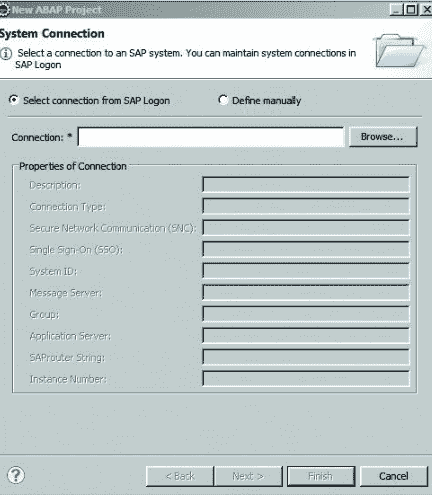 New ABAP Project
System Connection
Select a connection to an SAP system. You can maintain system connections in
SAP Logon
Select connection from SAP Logon Define manually
Connection: * Browse...
Properties of Connection
Description:
Connection Type:
Secure Network Communication (SNC):
Single Sign-On (SSO):
System ID:
Message Server:
Group:
Application Server:
SAProuter String:
Instance Number:
? < Back Next > Finish Cancel